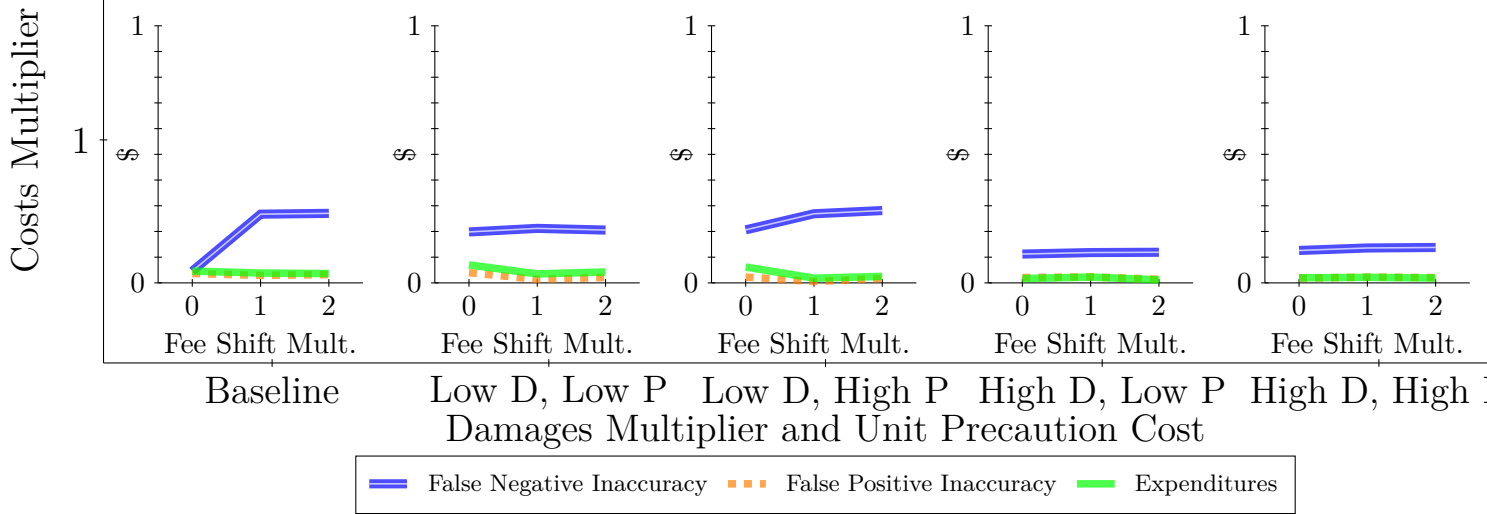 Costs Multiplier
1
1 1 1 1 1
$ $ $ $ $
0 0 0 0 0
0 1 2 0 1 2 0 1 2 0 1 2 0 1 2
Fee Shift Mult. Fee Shift Mult. Fee Shift Mult. Fee Shift Mult. Fee Shift Mult.
Baseline Low D, Low P Low D, High P High D, Low P High D, High
Damages Multiplier and Unit Precaution Cost
False Negative Inaccuracy False Positive Inaccuracy Expenditures